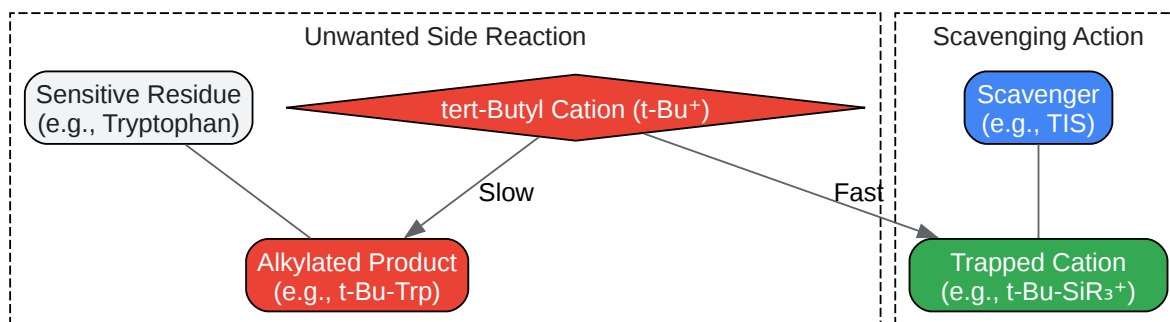 Unwanted Side Reaction
Scavenging Action
Sensitive Residue
(e.g., Tryptophan)
tert-Butyl Cation (t-Bu⁺)
Scavenger
(e.g., TIS)
Slow
Fast
Alkylated Product
(e.g., t-Bu-Trp)
Trapped Cation
(e.g., t-Bu-SiR₃⁺)